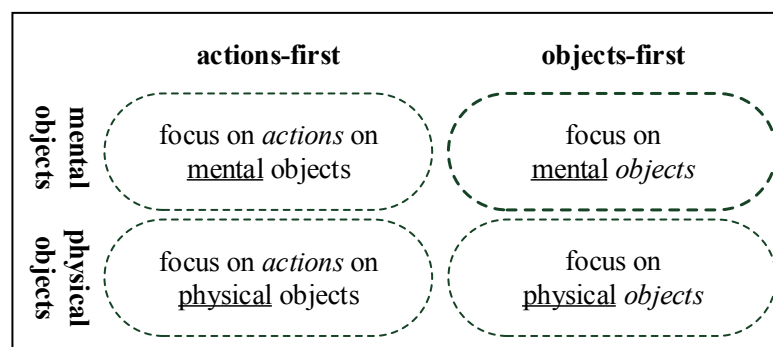 actions-first objects-first
mental
objects
focus on actions on
mental objects
focus on
mental objects
physical
objects
focus on actions on
physical objects
focus on
physical objects